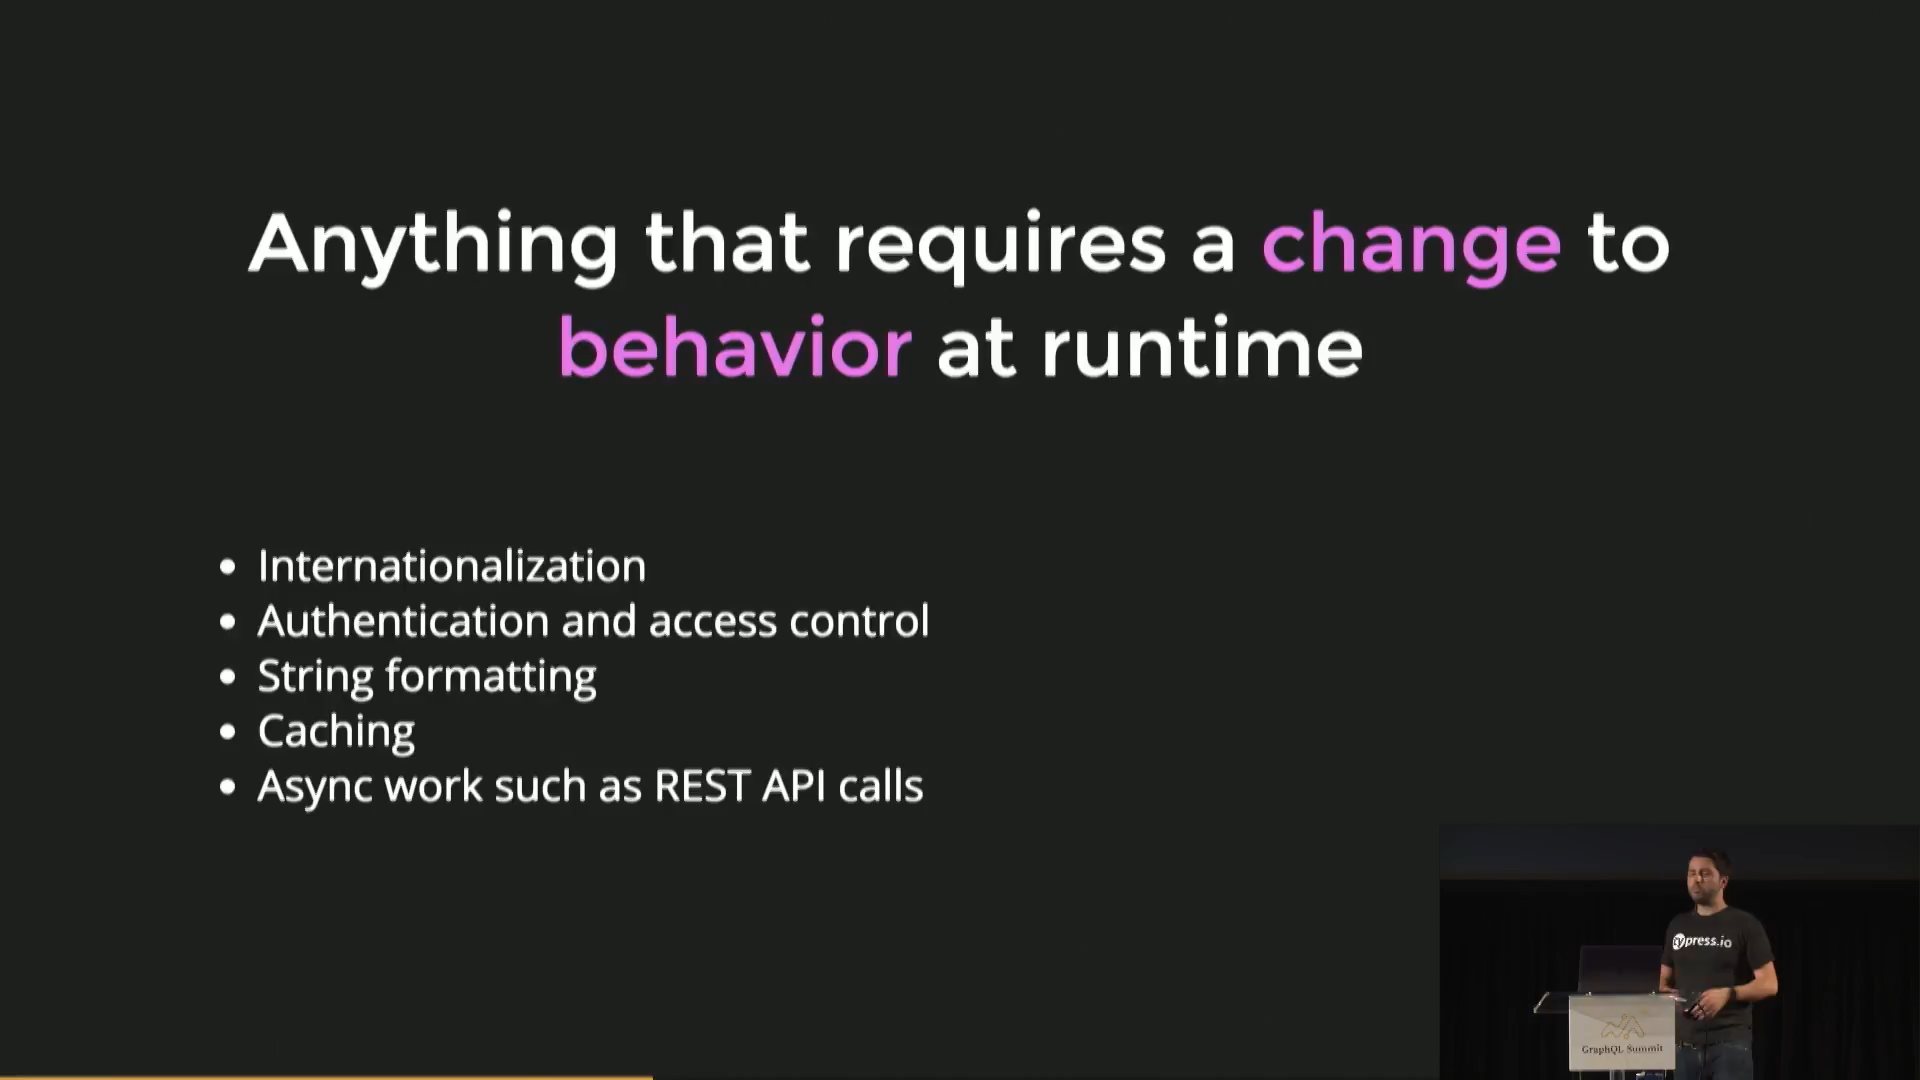 Anything that requires a change to
behavior at runtime
• Internationalization
• Authentication and access control
• String formatting
• Caching
• Async work such as REST API calls
cypress.io
GraphQL Summit